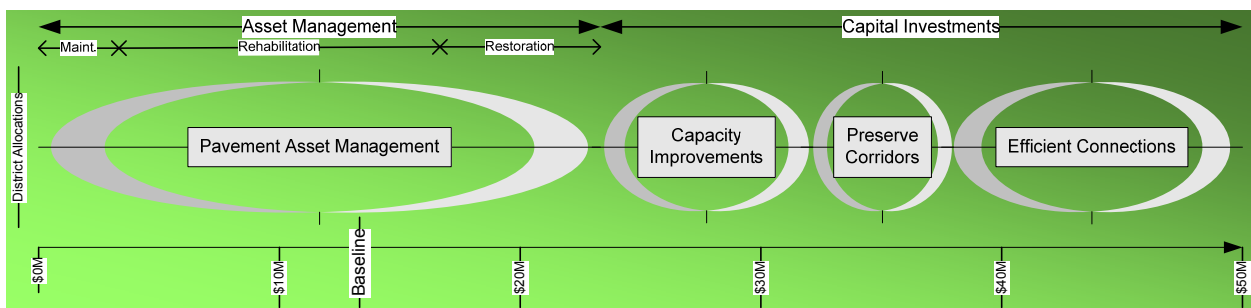 Asset Management
Capital Investments
Maint.
Rehabilitation
Restoration
District Allocations
Pavement Asset Management
Capacity
Improvements
Preserve
Corridors
Efficient Connections
Baseline
$0M
$10M
$20M
$30M
$40M
$50M